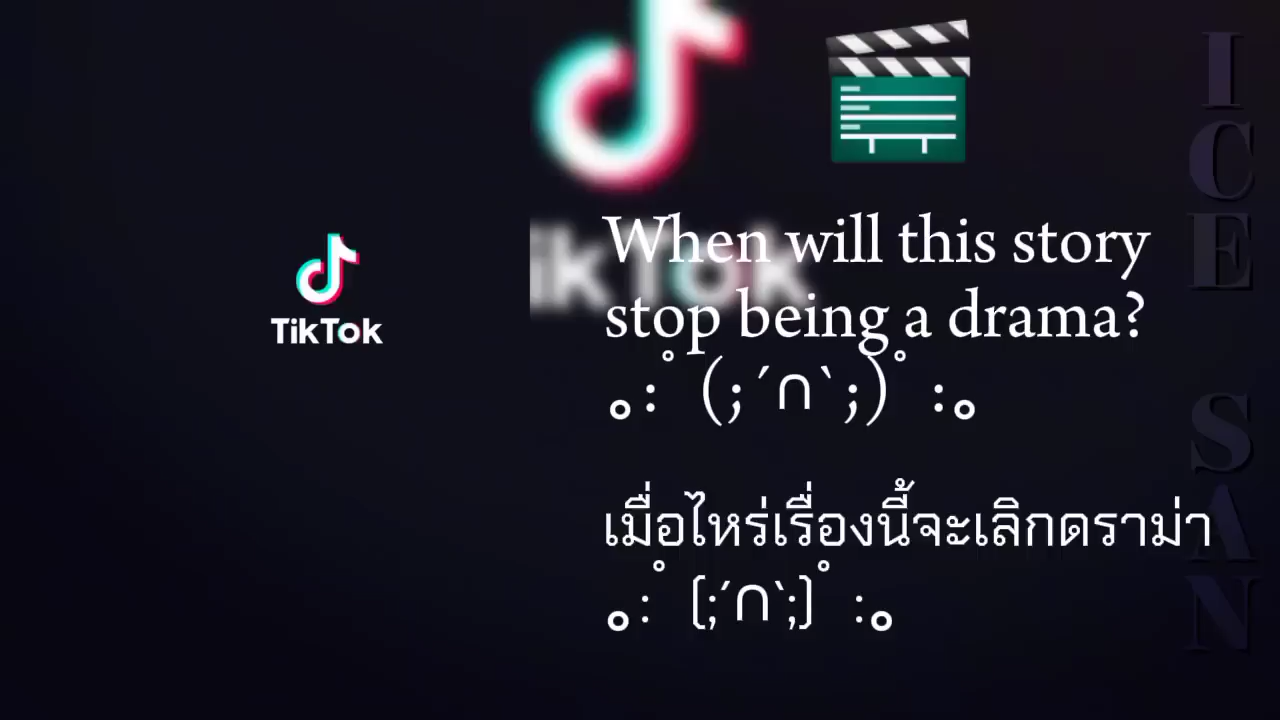 TikTok
ikTok
When will this story
stop being a drama?
｡:ﾟ(;´∩`;)ﾟ:｡
เมื่อไหร่เรื่องนี้จะเลิกดราม่า
｡:ﾟ(;´∩`;)ﾟ:｡
ICE SAN